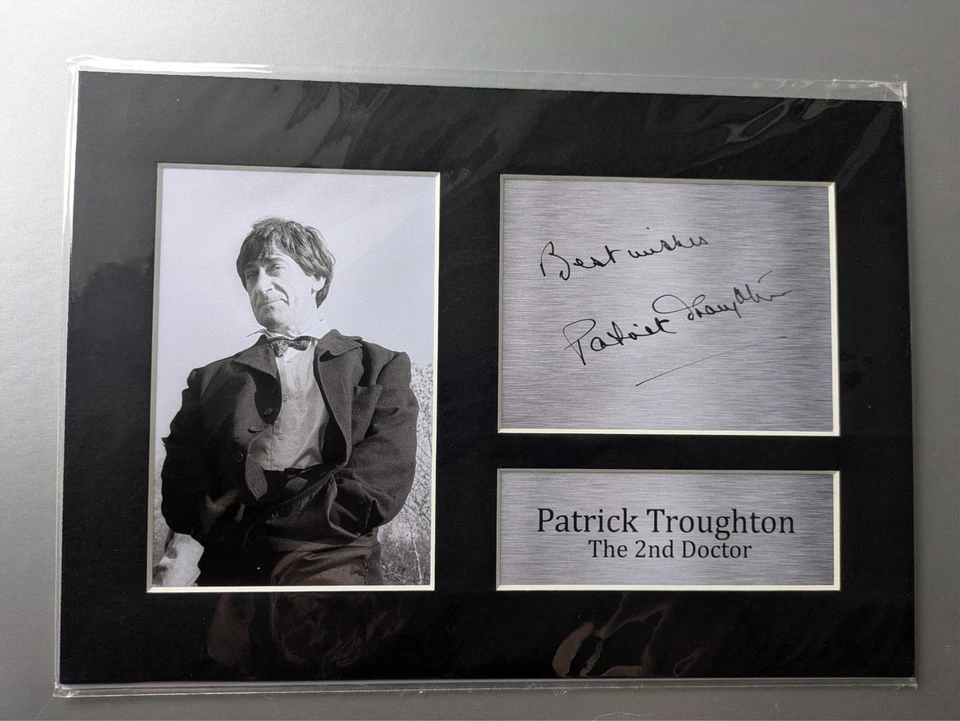 Best wishes
Patrick Troughton
Patrick Troughton
The 2nd Doctor